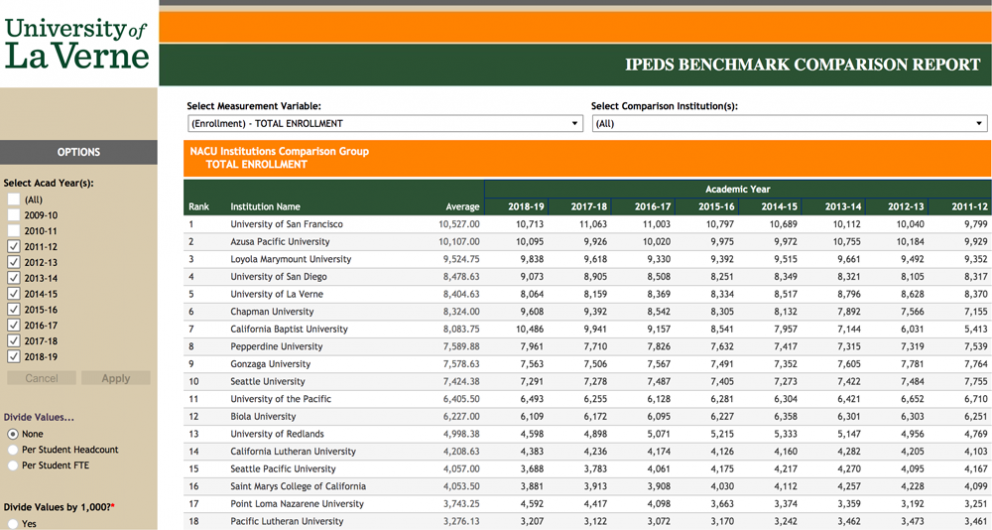 University of
La Verne
IPEDS BENCHMARK COMPARISON REPORT
Select Measurement Variable:
Select Comparison Institution(s):
(Enrollment) - TOTAL ENROLLMENT
(All)
OPTIONS
Select Acad Year(s):
(All)
2009-10
2010-11
2011-12
2012-13
2013-14
2014-15
2015-16
2016-17
2017-18
2018-19
Cancel Apply
Divide Values...
None
Per Student Headcount
Per Student FTE
Divide Values by 1,000?*
Yes
NACU Institutions Comparison Group
TOTAL ENROLLMENT
Academic Year
Rank Institution Name Average 2018-19 2017-18 2016-17 2015-16 2014-15 2013-14 2012-13 2011-12
1 University of San Francisco 10,527.00 10,713 11,063 11,003 10,797 10,689 10,112 10,040 9,799
2 Azusa Pacific University 10,107.00 10,095 9,926 10,020 9,975 9,972 10,755 10,184 9,929
3 Loyola Marymount University 9,524.75 9,838 9,618 9,330 9,392 9,515 9,661 9,492 9,352
4 University of San Diego 8,478.63 9,073 8,905 8,508 8,251 8,349 8,321 8,105 8,317
5 University of La Verne 8,404.63 8,064 8,159 8,369 8,334 8,517 8,796 8,628 8,370
6 Chapman University 8,324.00 9,608 9,392 8,542 8,305 8,132 7,892 7,566 7,155
7 California Baptist University 8,083.75 10,486 9,941 9,157 8,541 7,957 7,144 6,031 5,413
8 Pepperdine University 7,589.88 7,961 7,710 7,826 7,632 7,417 7,315 7,319 7,539
9 Gonzaga University 7,578.63 7,563 7,506 7,567 7,491 7,352 7,605 7,781 7,764
10 Seattle University 7,424.38 7,291 7,278 7,487 7,405 7,273 7,422 7,484 7,755
11 University of the Pacific 6,405.50 6,493 6,255 6,128 6,281 6,304 6,421 6,652 6,710
12 Biola University 6,227.00 6,109 6,172 6,095 6,227 6,358 6,301 6,303 6,251
13 University of Redlands 4,998.38 4,598 4,898 5,071 5,215 5,333 5,147 4,956 4,769
14 California Lutheran University 4,208.63 4,383 4,236 4,174 4,126 4,160 4,282 4,205 4,103
15 Seattle Pacific University 4,057.00 3,688 3,783 4,061 4,175 4,217 4,270 4,095 4,167
16 Saint Marys College of California 4,053.50 3,881 3,913 3,908 4,030 4,112 4,257 4,228 4,099
17 Point Loma Nazarene University 3,743.25 4,592 4,417 4,098 3,663 3,374 3,359 3,192 3,251
18 Pacific Lutheran University 3,276.13 3,207 3,122 3,072 3,170 3,242 3,462 3,473 3,461